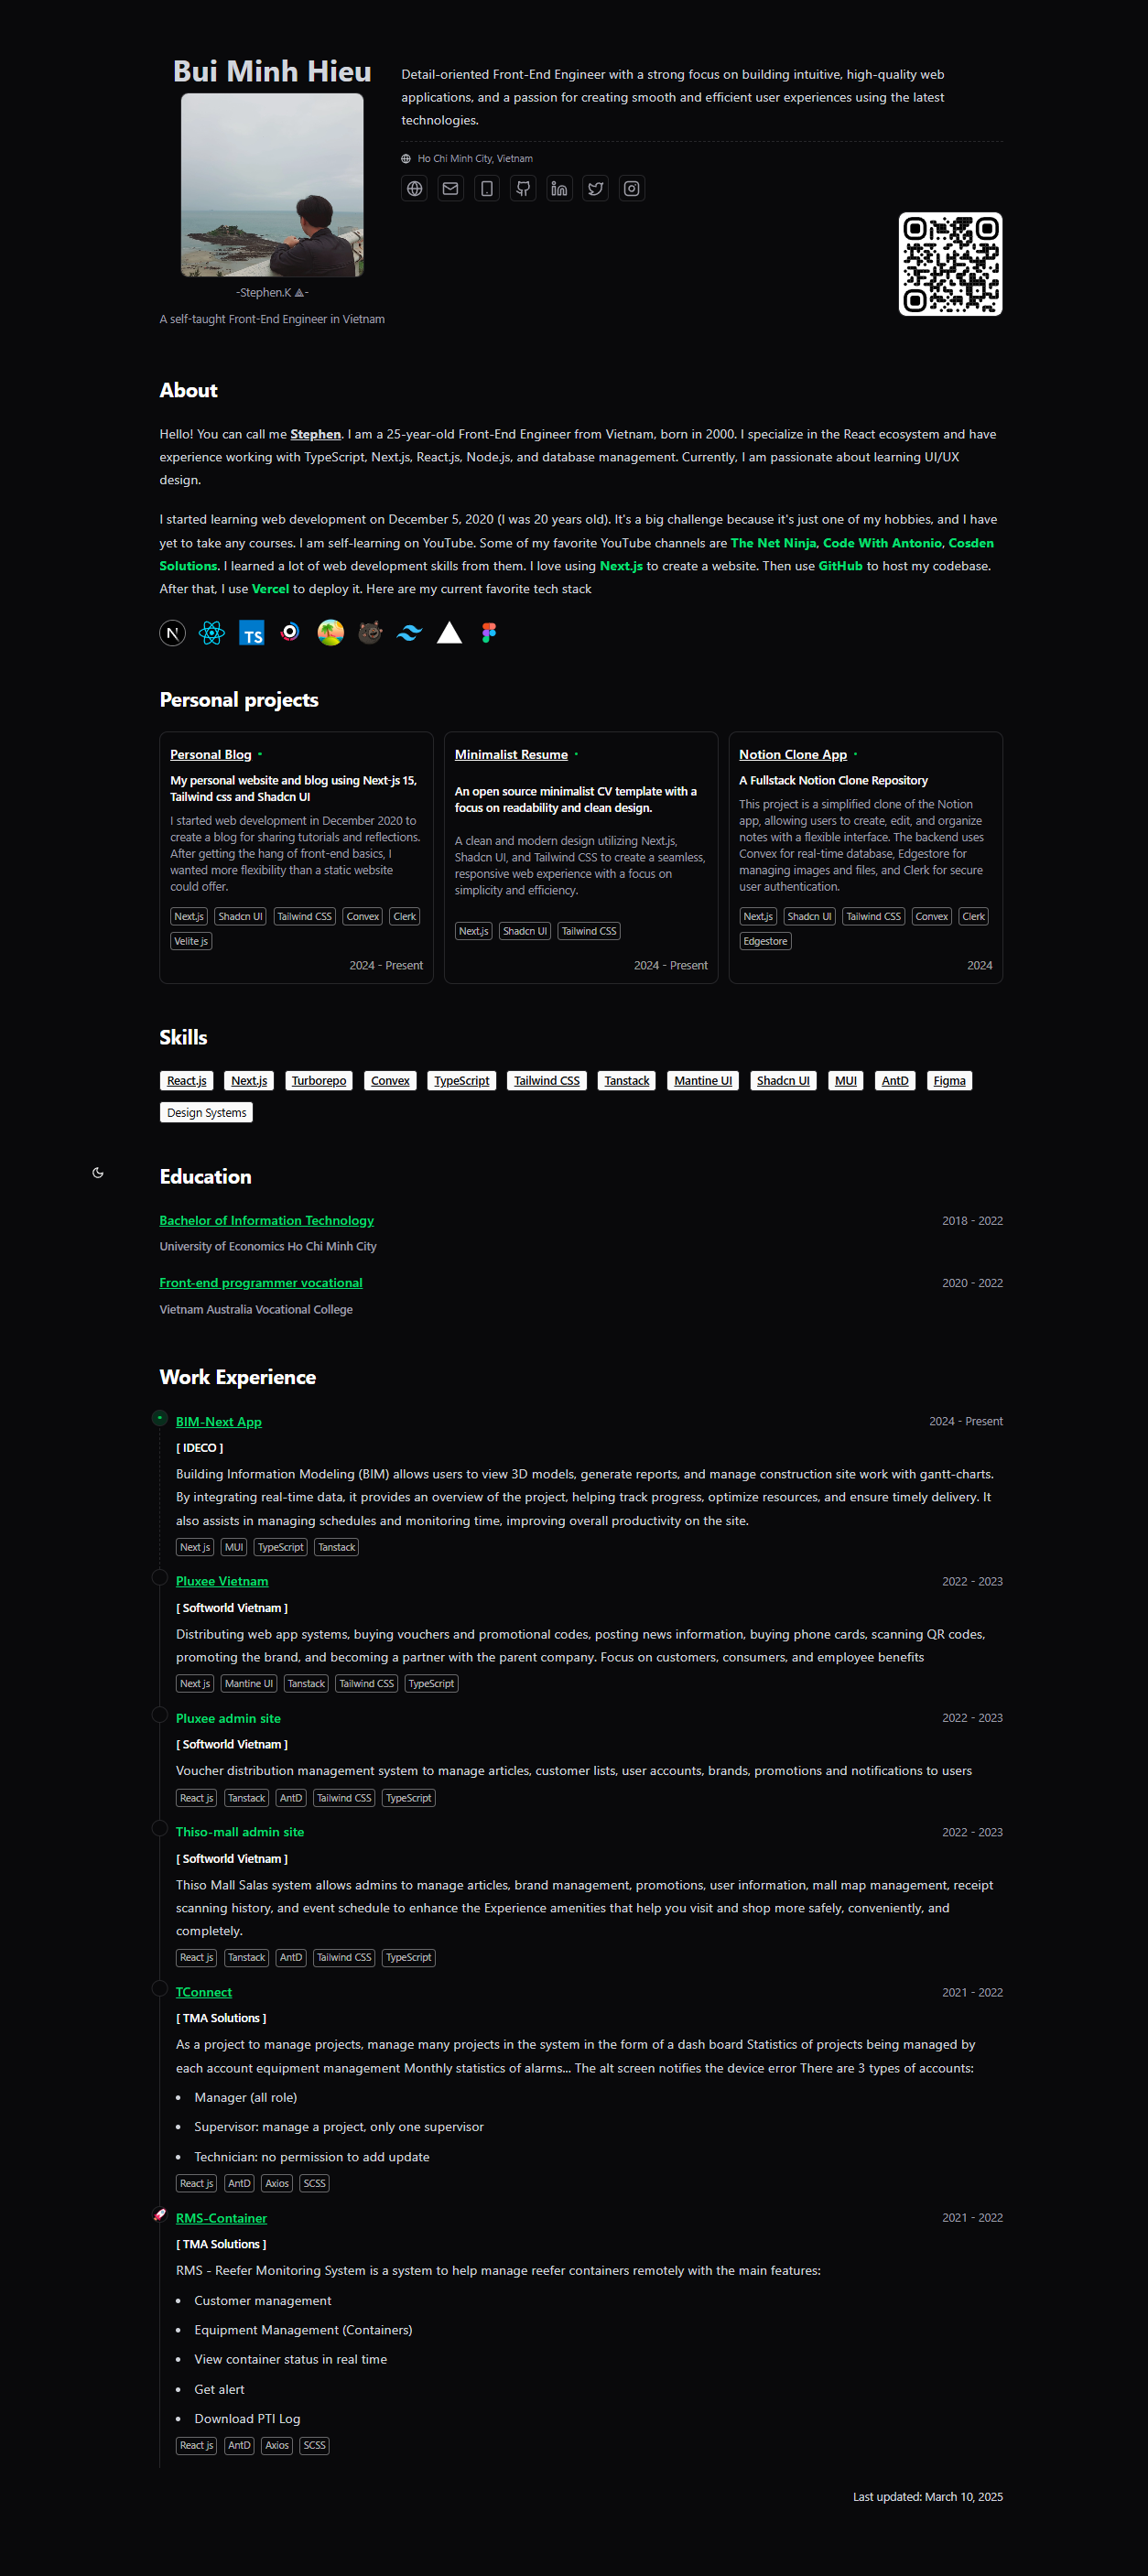 Bui Minh Hieu
-Stephen.K ⟁-
A self-taught Front-End Engineer in Vietnam
Detail-oriented Front-End Engineer with a strong focus on building intuitive, high-quality web
applications, and a passion for creating smooth and efficient user experiences using the latest
technologies.
Ho Chi Minh City, Vietnam
About
Hello! You can call me Stephen. I am a 25-year-old Front-End Engineer from Vietnam, born in 2000. I specialize in the React ecosystem and have
experience working with TypeScript, Next.js, React.js, Node.js, and database management. Currently, I am passionate about learning UI/UX
design.
I started learning web development on December 5, 2020 (I was 20 years old). It's a big challenge because it's just one of my hobbies, and I have
yet to take any courses. I am self-learning on YouTube. Some of my favorite YouTube channels are The Net Ninja, Code With Antonio, Cosden
Solutions. I learned a lot of web development skills from them. I love using Next.js to create a website. Then use GitHub to host my codebase.
After that, I use Vercel to deploy it. Here are my current favorite tech stack
N TS
Personal projects
Personal Blog
My personal website and blog using Next-js 15,
Tailwind css and Shadcn UI
I started web development in December 2020 to
create a blog for sharing tutorials and reflections.
After getting the hang of front-end basics, I
wanted more flexibility than a static website
could offer.
Next.js Shadcn UI Tailwind CSS Convex Clerk
Velite js
2024 - Present
Minimalist Resume
An open source minimalist CV template with a
focus on readability and clean design.
A clean and modern design utilizing Next.js,
Shadcn UI, and Tailwind CSS to create a seamless,
responsive web experience with a focus on
simplicity and efficiency.
Next.js Shadcn UI Tailwind CSS
2024 - Present
Notion Clone App
A Fullstack Notion Clone Repository
This project is a simplified clone of the Notion
app, allowing users to create, edit, and organize
notes with a flexible interface. The backend uses
Convex for real-time database, Edgestore for
managing images and files, and Clerk for secure
user authentication.
Next.js Shadcn UI Tailwind CSS Convex Clerk
Edgestore
2024
Skills
React.js Next.js Turborepo Convex TypeScript Tailwind CSS Tanstack Mantine UI Shadcn UI MUI AntD Figma
Design Systems
Education
Bachelor of Information Technology 2018 - 2022
University of Economics Ho Chi Minh City
Front-end programmer vocational 2020 - 2022
Vietnam Australia Vocational College
Work Experience
BIM-Next App 2024 - Present
[ IDECO ]
Building Information Modeling (BIM) allows users to view 3D models, generate reports, and manage construction site work with gantt-charts.
By integrating real-time data, it provides an overview of the project, helping track progress, optimize resources, and ensure timely delivery. It
also assists in managing schedules and monitoring time, improving overall productivity on the site.
Next js MUI TypeScript Tanstack
Pluxee Vietnam 2022 - 2023
[ Softworld Vietnam ]
Distributing web app systems, buying vouchers and promotional codes, posting news information, buying phone cards, scanning QR codes,
promoting the brand, and becoming a partner with the parent company. Focus on customers, consumers, and employee benefits
Next js Mantine UI Tanstack Tailwind CSS TypeScript
Pluxee admin site 2022 - 2023
[ Softworld Vietnam ]
Voucher distribution management system to manage articles, customer lists, user accounts, brands, promotions and notifications to users
React js Tanstack AntD Tailwind CSS TypeScript
Thiso-mall admin site 2022 - 2023
[ Softworld Vietnam ]
Thiso Mall Salas system allows admins to manage articles, brand management, promotions, user information, mall map management, receipt
scanning history, and event schedule to enhance the Experience amenities that help you visit and shop more safely, conveniently, and
completely.
React js Tanstack AntD Tailwind CSS TypeScript
TConnect 2021 - 2022
[ TMA Solutions ]
As a project to manage projects, manage many projects in the system in the form of a dash board Statistics of projects being managed by
each account equipment management Monthly statistics of alarms... The alt screen notifies the device error There are 3 types of accounts:
• Manager (all role)
• Supervisor: manage a project, only one supervisor
• Technician: no permission to add update
React js AntD Axios SCSS
RMS-Container 2021 - 2022
[ TMA Solutions ]
RMS - Reefer Monitoring System is a system to help manage reefer containers remotely with the main features:
• Customer management
• Equipment Management (Containers)
• View container status in real time
• Get alert
• Download PTI Log
React js AntD Axios SCSS
Last updated: March 10, 2025